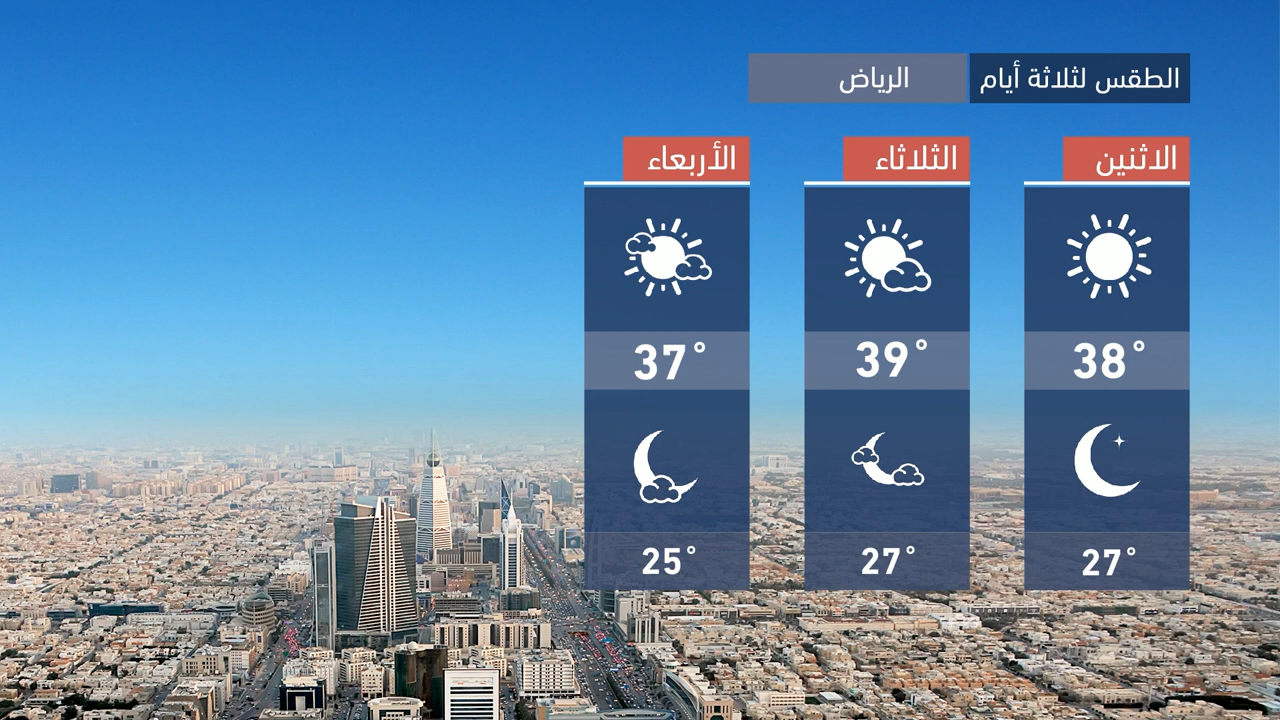 الطقس لثلاثة أيام
الرياض
الاثنين
الثلاثاء
الأربعاء
38°
39°
37°
27°
27°
25°